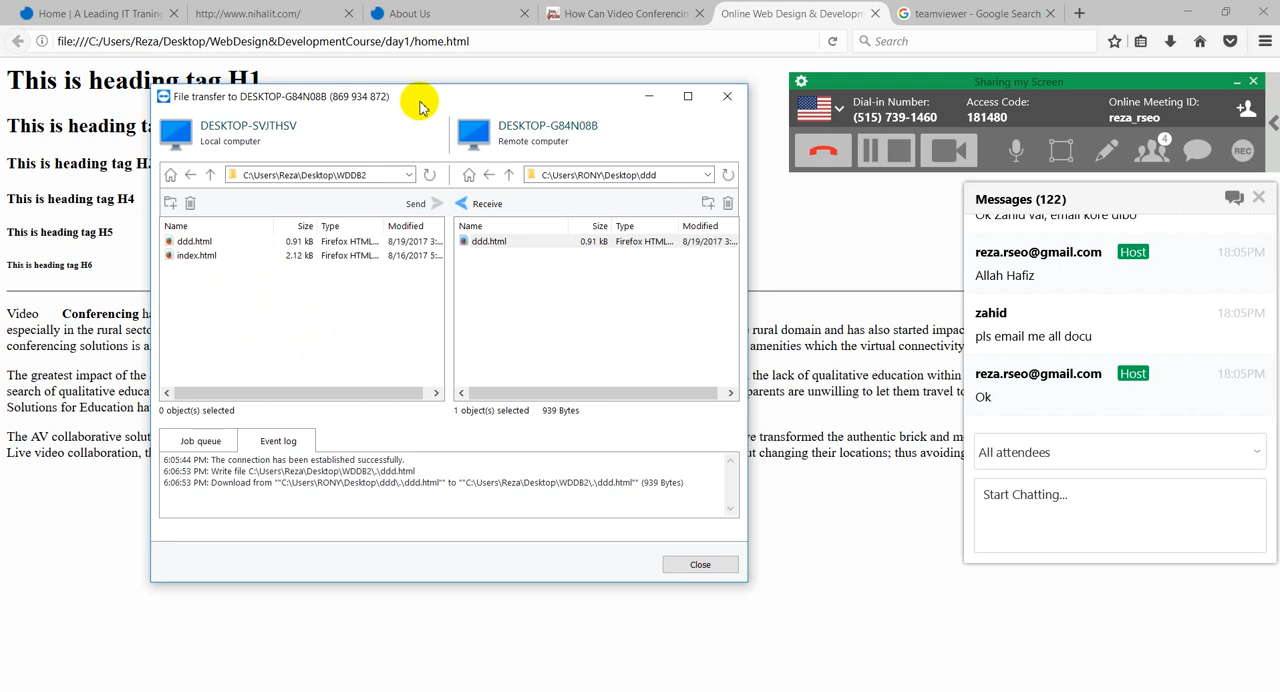 Home | A Leading IT Traning
http://www.nihalit.com/
About Us
How Can Video Conferencin
Online Web Design & Developm
teamviewer - Google Search
file:///C:/Users/Reza/Desktop/WebDesign&DevelopmentCourse/day1/home.html
Search
This is heading tag H1
This is heading ta
This is heading tag H
This is heading tag H4
This is heading tag H5
This is heading tag H6
Video Conferencing ha
especially in the rural secto
rural domain and has also started impac
conferencing solutions is a
amenities which the virtual connectivity
The greatest impact of the
the lack of qualitative education within
search of qualitative educa
parents are unwilling to let them travel to
Solutions for Education ha
The AV collaborative solut
e transformed the authentic brick and m
Live video collaboration, th
ut changing their locations; thus avoiding
File transfer to DESKTOP-G84N08B (869 934 872)
DESKTOP-SVJTHSV
Local computer
DESKTOP-G84N08B
Remote computer
C:\Users\Reza\Desktop\WDDB2
C:\Users\RONY\Desktop\ddd
Send
Receive
Name Size Type Modified
ddd.html 0.91 kB Firefox HTML... 8/19/2017 3:...
index.html 2.12 kB Firefox HTML... 8/16/2017 5:...
Name Size Type Modified
ddd.html 0.91 kB Firefox HTML... 8/19/2017 3:...
0 object(s) selected
1 object(s) selected 939 Bytes
Job queue
Event log
6:05:44 PM: The connection has been established successfully.
6:06:53 PM: Write file C:\Users\Reza\Desktop\WDDB2\.\ddd.html
6:06:53 PM: Download from ""C:\Users\RONY\Desktop\ddd\.\ddd.html"" to ""C:\Users\Reza\Desktop\WDDB2\.\ddd.html"" (939 Bytes)
Close
Sharing my Screen
Dial-in Number:
(515) 739-1460
Access Code:
181480
Online Meeting ID:
reza_rseo
4
REC
Messages (122)
Ok Zahid vai, email kore dibo
reza.rseo@gmail.com Host 18:05PM
Allah Hafiz
zahid 18:05PM
pls email me all docu
reza.rseo@gmail.com Host 18:05PM
Ok
All attendees
Start Chatting...